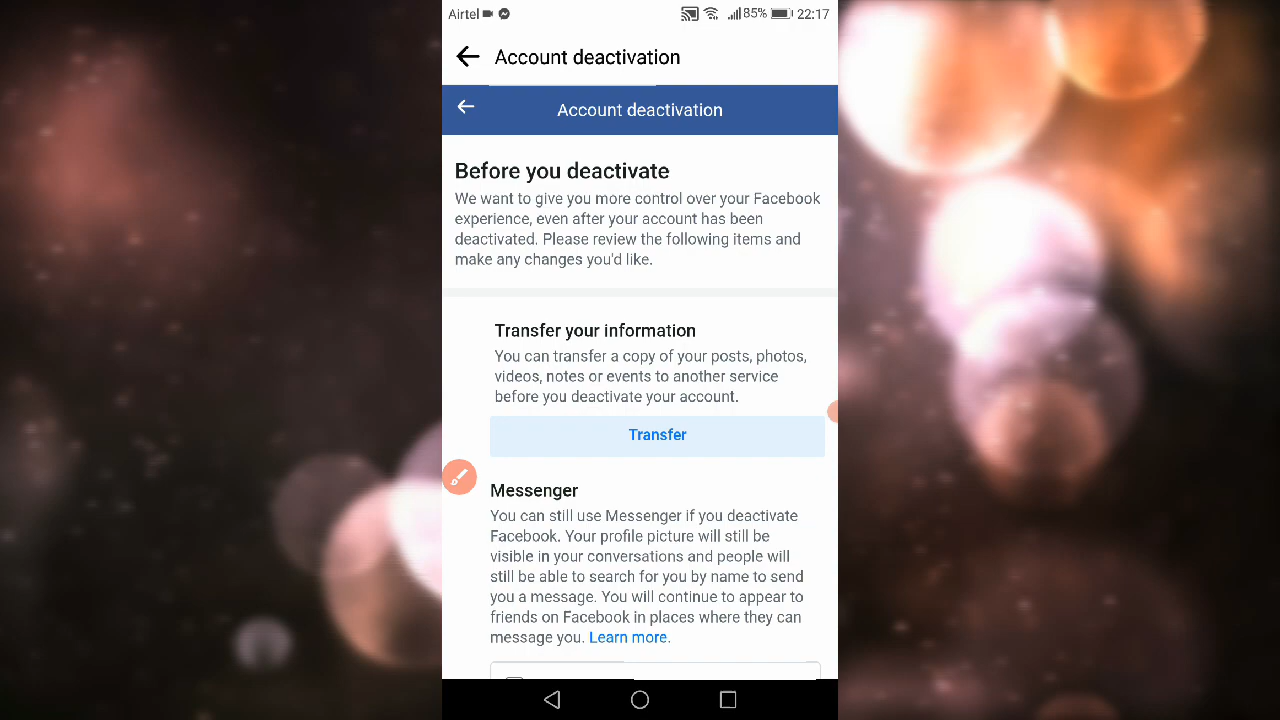 Airtel 85% 22:17
Account deactivation
Account deactivation
Before you deactivate
We want to give you more control over your Facebook
experience, even after your account has been
deactivated. Please review the following items and
make any changes you'd like.
Transfer your information
You can transfer a copy of your posts, photos,
videos, notes or events to another service
before you deactivate your account.
Transfer
Messenger
You can still use Messenger if you deactivate
Facebook. Your profile picture will still be
visible in your conversations and people will
still be able to search for you by name to send
you a message. You will continue to appear to
friends on Facebook in places where they can
message you. Learn more.